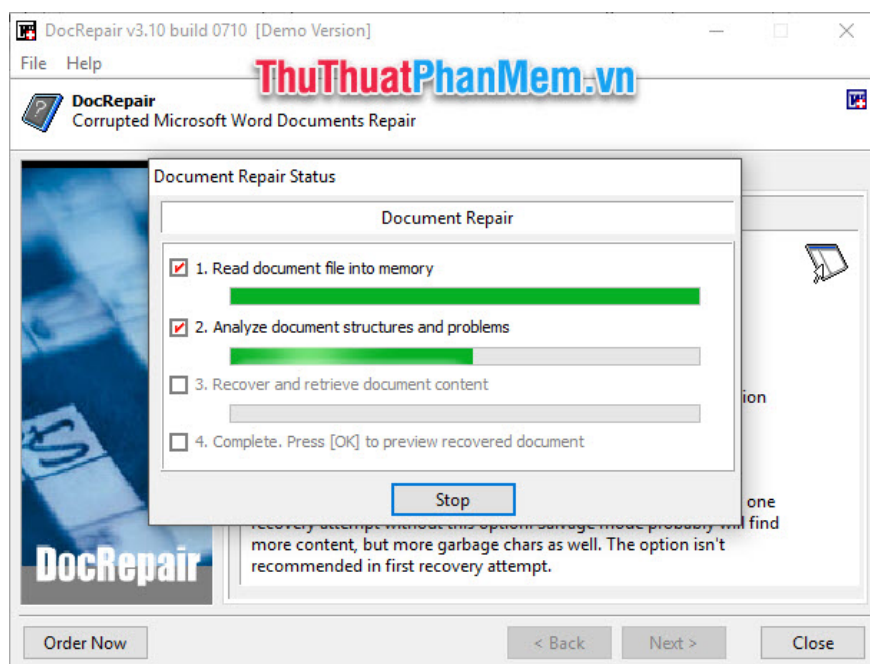 DocRepair v3.10 build 0710 [Demo Version]
File Help
ThuThuatPhanMem.vn
DocRepair
Corrupted Microsoft Word Documents Repair
Document Repair Status
Document Repair
1. Read document file into memory
2. Analyze document structures and problems
3. Recover and retrieve document content
ion
4. Complete. Press [OK] to preview recovered document
Stop
one
recovery attempt without this option. Salvage mode probably will find
more content, but more garbage chars as well. The option isn't
recommended in first recovery attempt.
DocRepair
Order Now
< Back
Next >
Close